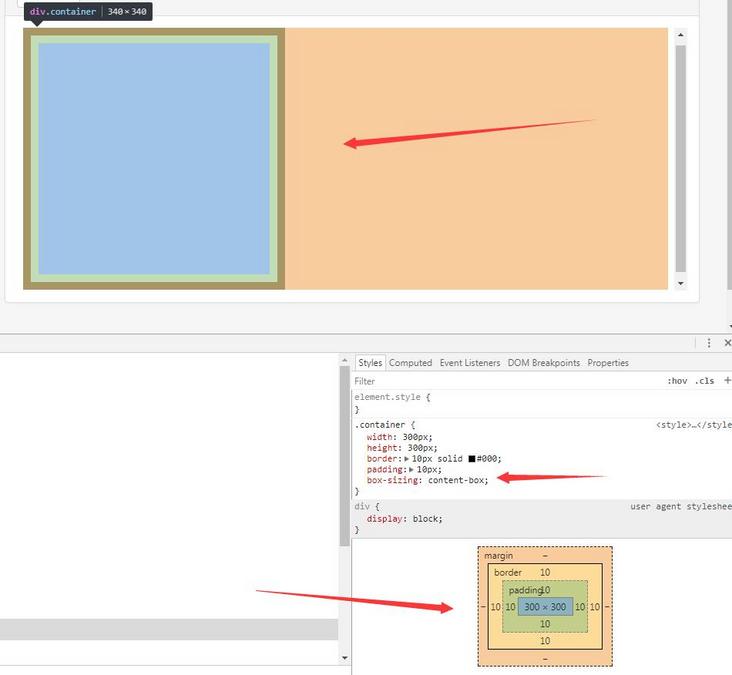 div.container | 340×340
Styles Computed Event Listeners DOM Breakpoints Properties
Filter :hov .cls +
element.style {
}
.container { <style>…</style
width: 300px;
height: 300px;
border: 10px solid #000;
padding: 10px;
box-sizing: content-box;
}
div { user agent styleshee
display: block;
}
margin –
border 10
padding 10
– 10 10 300 × 300 10 10 –
10
10
–